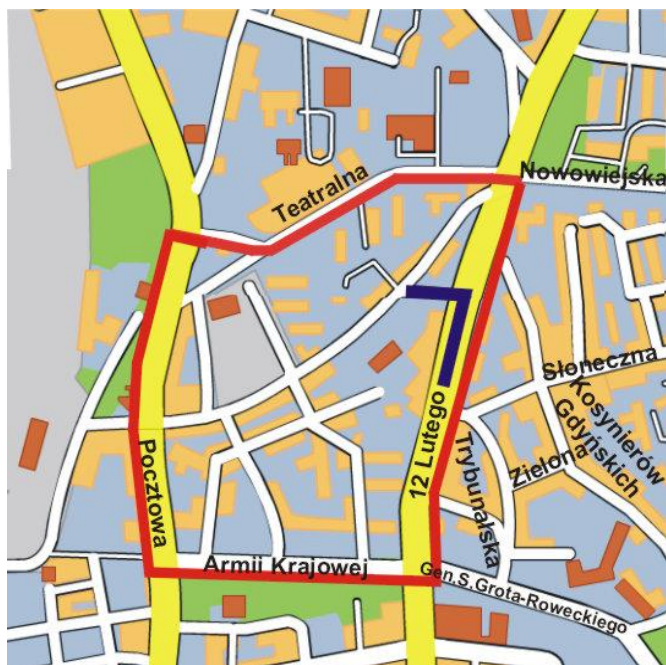 Nowowiejska
Teatralna
Słoneczna
Kosynierów
Gdyńskich
12 Lutego
Trybunalska
Zielona
Pocztowa
Armii Krajowej
Gen.S.Grota-Roweckiego